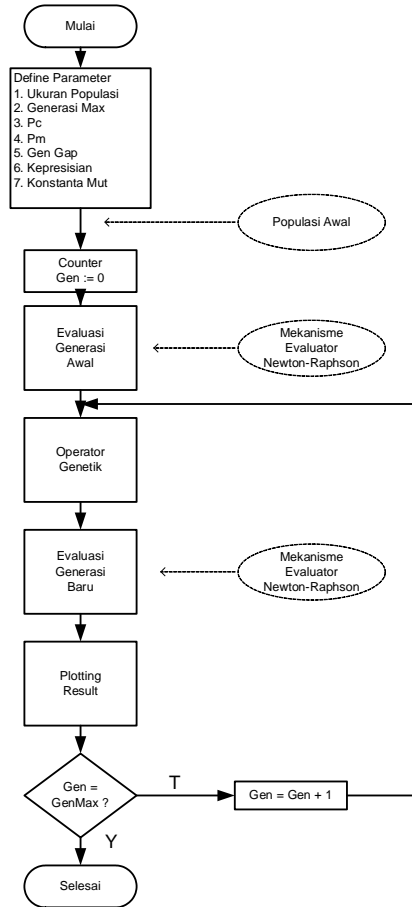 Mulai
Define Parameter
1. Ukuran Populasi
2. Generasi Max
3. Pc
4. Pm
5. Gen Gap
6. Kepresisian
7. Konstanta Mut
Populasi Awal
Counter
Gen := 0
Evaluasi
Generasi
Awal
Mekanisme
Evaluator
Newton-Raphson
Operator
Genetik
Evaluasi
Generasi
Baru
Mekanisme
Evaluator
Newton-Raphson
Plotting
Result
Gen =
GenMax ?
T
Gen = Gen + 1
Y
Selesai